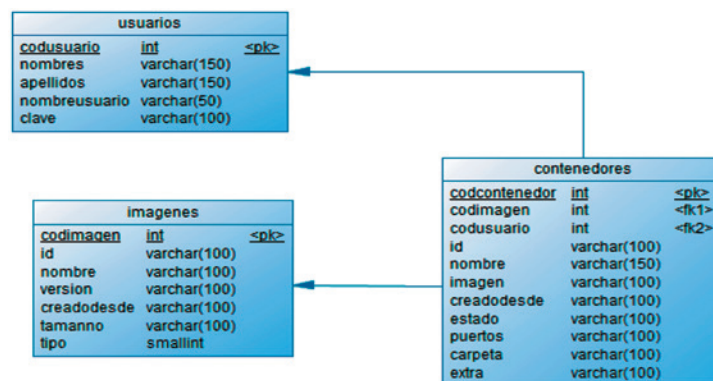 usuarios
codusuario int <pk>
nombres varchar(150)
apellidos varchar(150)
nombreusuario varchar(50)
clave varchar(100)
imagenes
codimagen int <pk>
id varchar(100)
nombre varchar(100)
version varchar(100)
creadodesde varchar(100)
tamanno varchar(100)
tipo smallint
contenedores
codcontenedor int <pk>
codimagen int <fk1>
codusuario int <fk2>
id varchar(100)
nombre varchar(150)
imagen varchar(100)
creadodesde varchar(100)
estado varchar(100)
puertos varchar(100)
carpeta varchar(100)
extra varchar(100)